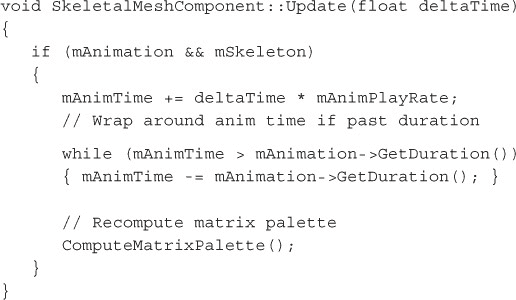 void SkeletalMeshComponent::Update(float deltaTime)
{
   if (mAnimation && mSkeleton)
   {
      mAnimTime += deltaTime * mAnimPlayRate;
      // Wrap around anim time if past duration
      while (mAnimTime > mAnimation->GetDuration())
      { mAnimTime -= mAnimation->GetDuration(); }
      // Recompute matrix palette
      ComputeMatrixPalette();
   }
}